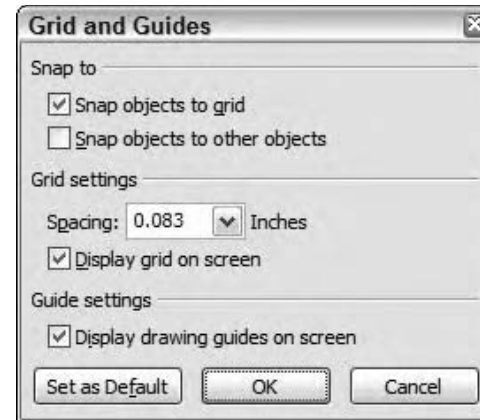 Grid and Guides
Snap to
Snap objects to grid
Snap objects to other objects
Grid settings
Spacing: 0.083 Inches
Display grid on screen
Guide settings
Display drawing guides on screen
Set as Default OK Cancel